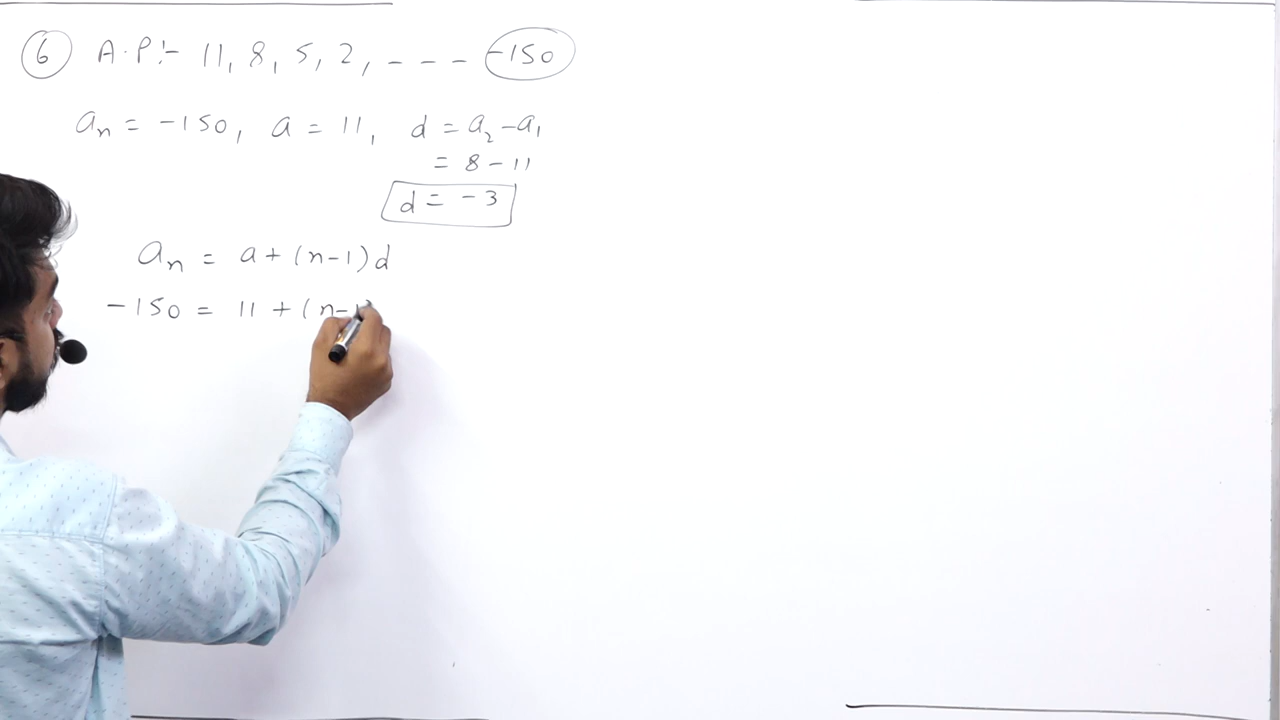 6 A.P:- 11, 8, 5, 2, - - - -150
aₙ = -150, a = 11, d = a₂-a₁
= 8 - 11
d = -3
aₙ = a + (n-1)d
-150 = 11 + (n-1)